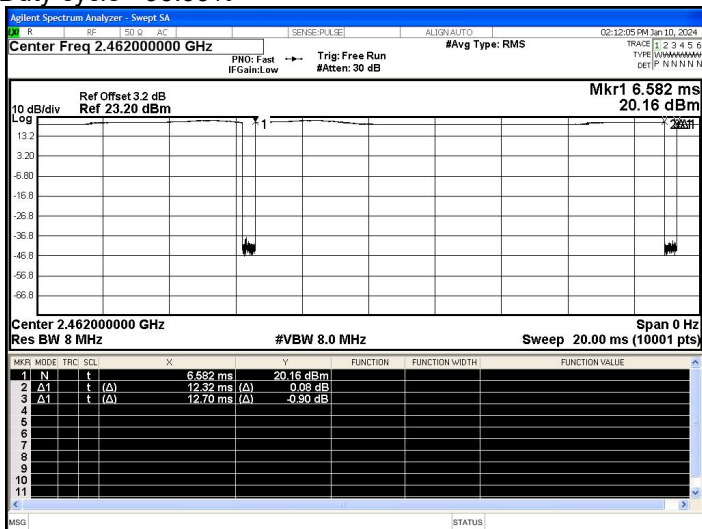 Agilent Spectrum Analyzer - Swept SA
R RF 50 Ω AC SENSE:PULSE ALIGN AUTO 02:12:05 PM Jan 10, 2024
Center Freq 2.462000000 GHz #Avg Type: RMS TRACE 1 2 3 4 5 6
PNO: Fast Trig: Free Run TYPE
IFGain:Low #Atten: 30 dB DET P N N N N N
Mkr1 6.582 ms
Ref Offset 3.2 dB
10 dB/div Ref 23.20 dBm 20.16 dBm
Log
1
13.2
3.20
-6.80
-16.8
-26.8
-36.8
-46.8
-56.8
-66.8
Center 2.462000000 GHz Span 0 Hz
Res BW 8 MHz #VBW 8.0 MHz Sweep 20.00 ms (10001 pts)
MKR MODE TRC SCL X Y FUNCTION FUNCTION WIDTH FUNCTION VALUE
1 N t 6.582 ms 20.16 dBm
2 Δ1 t (Δ) 12.32 ms (Δ) 0.08 dB
3 Δ1 t (Δ) 12.70 ms (Δ) -0.90 dB
4
5
6
7
8
9
10
11
MSG STATUS